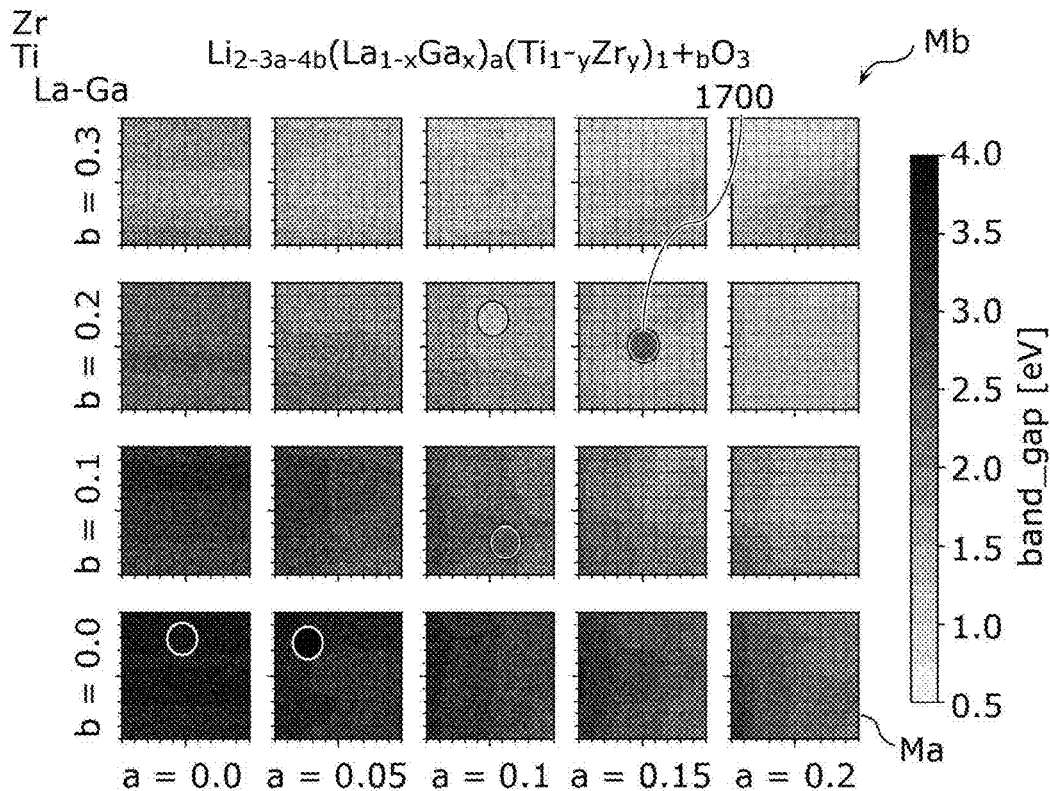 Zr
Ti
La-Ga
Li2-3a-4b(La1-xGax)a(Ti1-yZry)1+bO3
Mb
1700
b = 0.3
b = 0.2
b = 0.1
b = 0.0
a = 0.0
a = 0.05
a = 0.1
a = 0.15
a = 0.2
4.0
3.5
3.0
2.5
2.0
1.5
1.0
0.5
band_gap [eV]
Ma